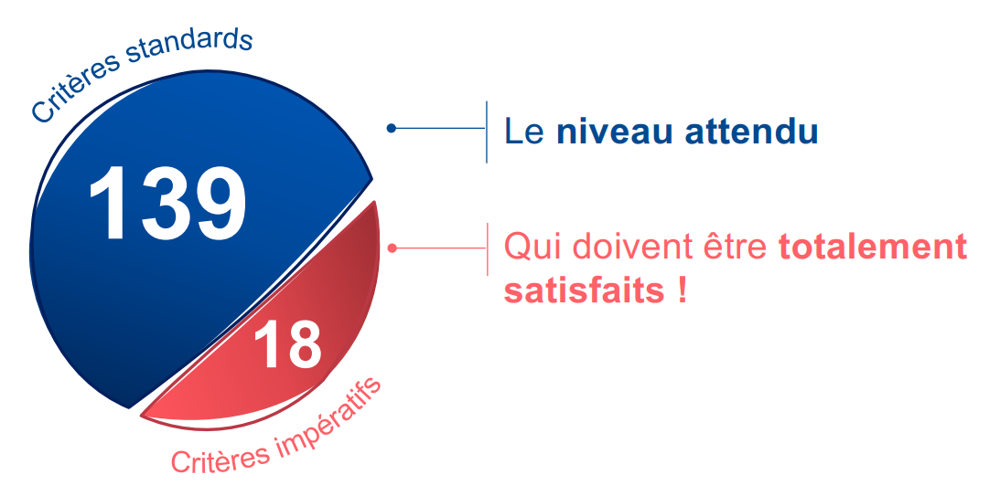 Critères standards
139
Le niveau attendu
Qui doivent être totalement
satisfaits !
18
Critères impératifs